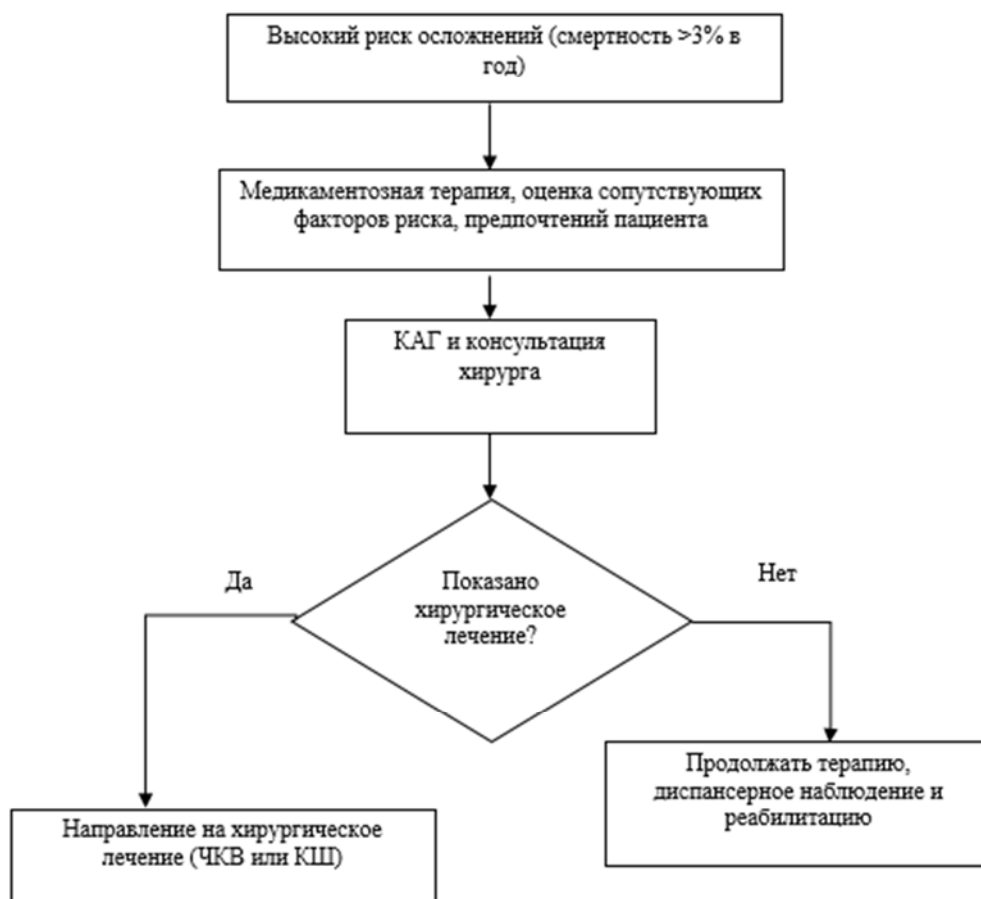 Высокий риск осложнений (смертность >3% в
год)
Медикаментозная терапия, оценка сопутствующих
факторов риска, предпочтений пациента
КАГ и консультация
хирурга
Да
Показано
хирургическое
лечение?
Нет
Продолжать терапию,
диспансерное наблюдение и
реабилитацию
Направление на хирургическое
лечение (ЧКВ или КШ)